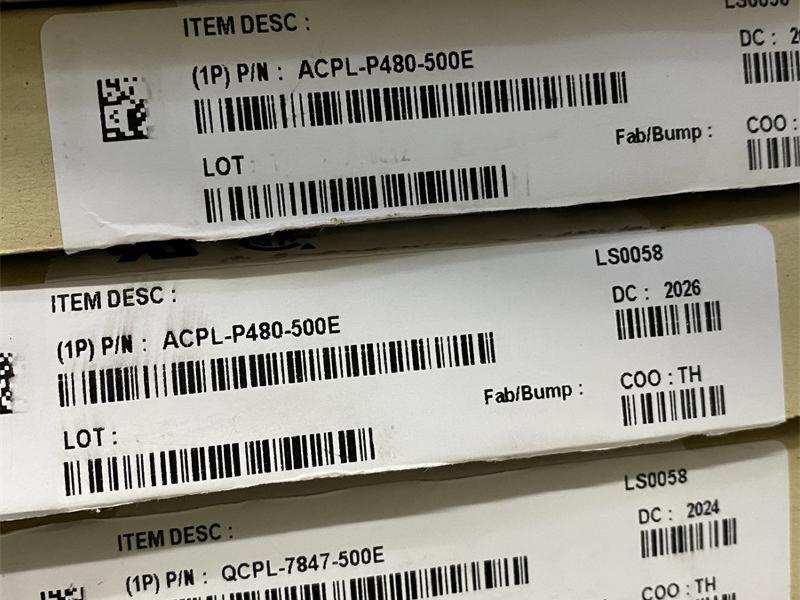 LS0058
ITEM DESC :
DC : 2
(1P) P/N : ACPL-P480-500E
COO :
Fab/Bump :
LOT
LS0058
ITEM DESC :
DC : 2026
(1P) P/N : ACPL-P480-500E
COO : TH
Fab/Bump :
LOT :
LS0058
ITEM DESC :
DC : 2024
(1P) P/N : QCPL-7847-500E
COO : TH